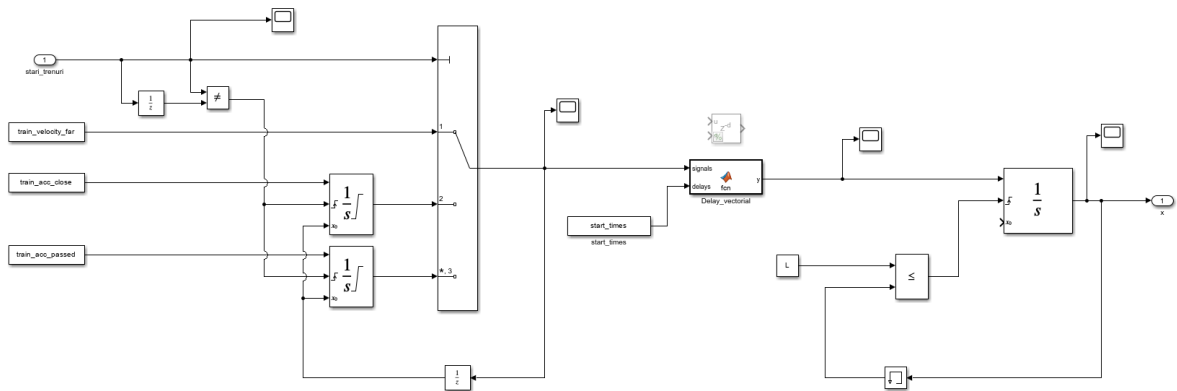 1
stari_trenuri
1
z
≠
train_velocity_far
1
train_acc_close
1
s
x₀
2
train_acc_passed
1
s
x₀
*, 3
1
z
u
z-d
signals
delays
fcn
y
Delay_vectorial
start_times
start_times
L
≤
1
s
x₀
1
x